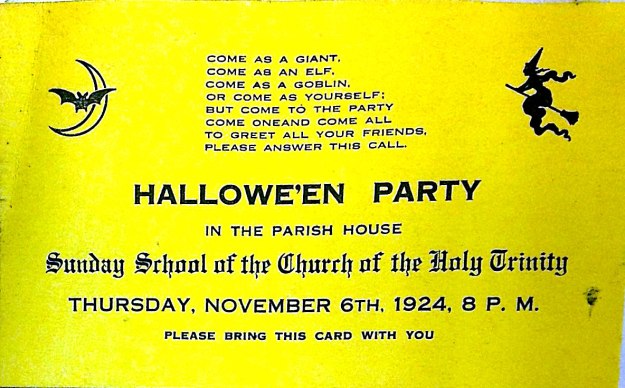 COME AS A GIANT,
COME AS AN ELF,
COME AS A GOBLIN,
OR COME AS YOURSELF;
BUT COME TO THE PARTY
COME ONEAND COME ALL
TO GREET ALL YOUR FRIENDS,
PLEASE ANSWER THIS CALL.
HALLOWE'EN PARTY
IN THE PARISH HOUSE
Sunday School of the Church of the Holy Trinity
THURSDAY, NOVEMBER 6TH, 1924, 8 P. M.
PLEASE BRING THIS CARD WITH YOU